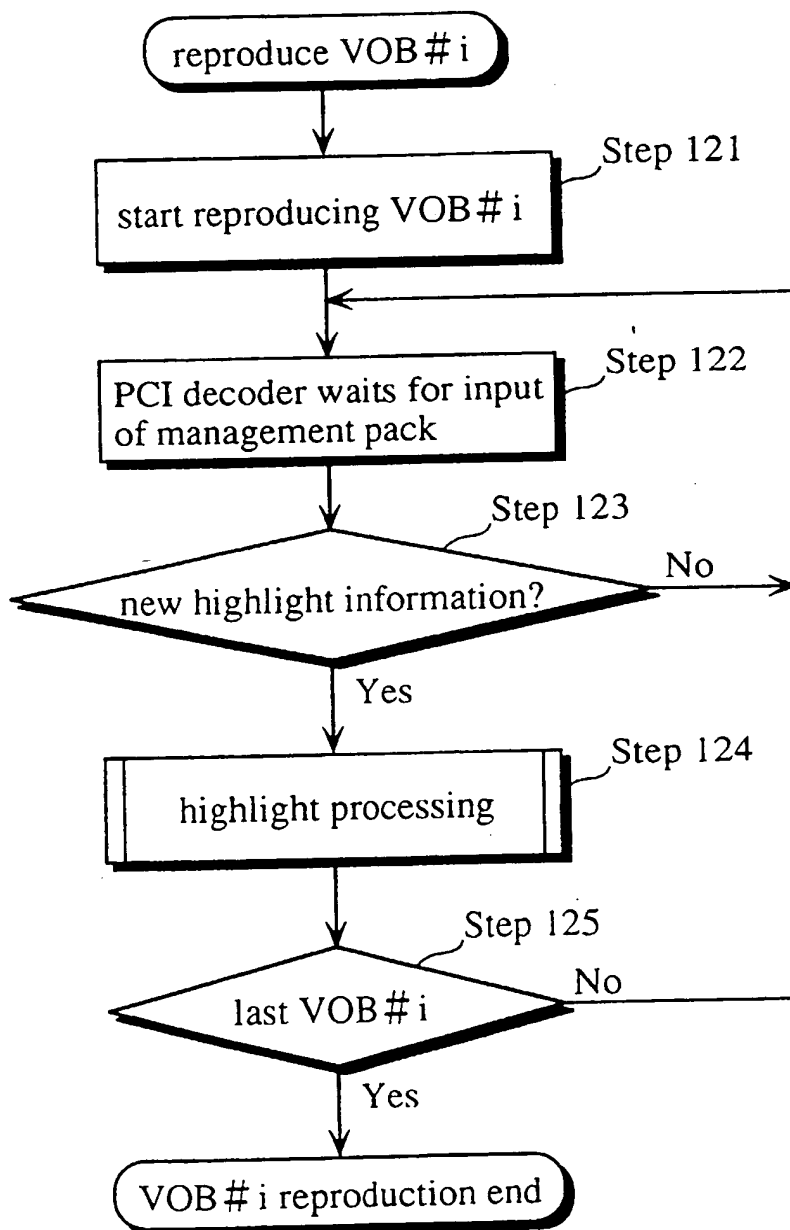 reproduce VOB # i
Step 121
start reproducing VOB # i
Step 122
PCI decoder waits for input
of management pack
Step 123
new highlight information?
No
Yes
Step 124
highlight processing
Step 125
last VOB # i
No
Yes
VOB # i reproduction end